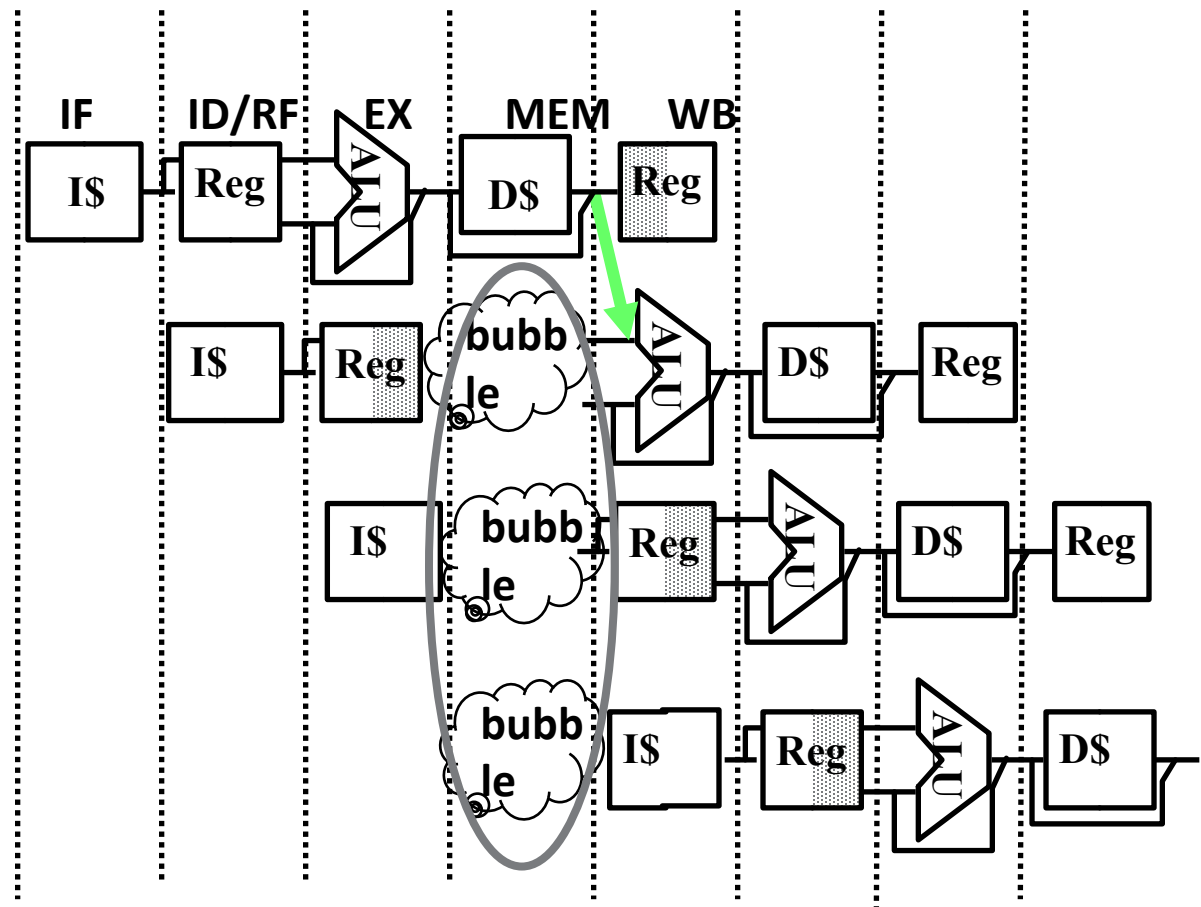 IF ID/RF EX MEM WB
I$ Reg ALU D$ Reg
I$ Reg bubb
le ALU D$ Reg
I$ bubb
le Reg ALU D$ Reg
bubb
le I$ Reg ALU D$